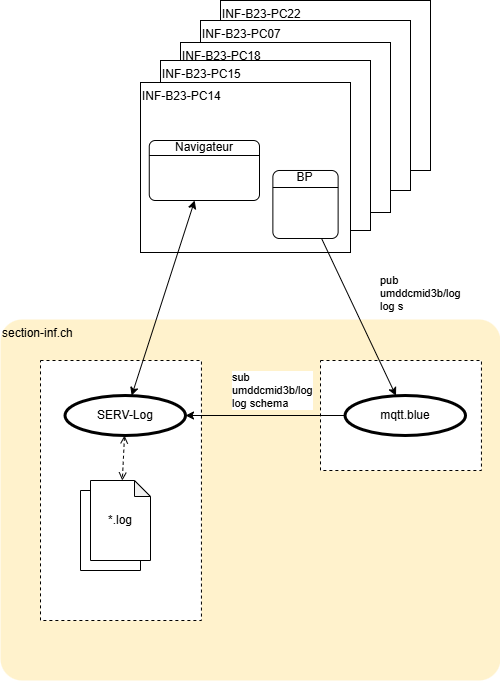 INF-B23-PC22
INF-B23-PC07
INF-B23-PC18
INF-B23-PC15
INF-B23-PC14
Navigateur
BP
pub
umddcmid3b/log
log s
section-inf.ch
sub
umddcmid3b/log
log schema
SERV-Log
mqtt.blue
*.log